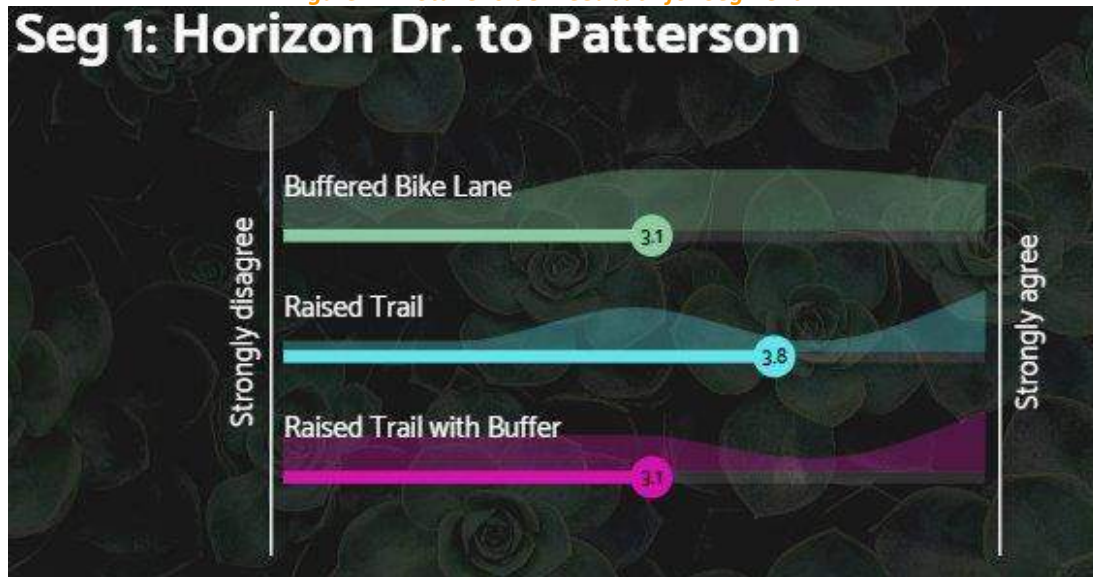 Seg 1: Horizon Dr. to Patterson
Strongly disagree
Buffered Bike Lane
3.1
Raised Trail
3.8
Raised Trail with Buffer
3.1
Strongly agree